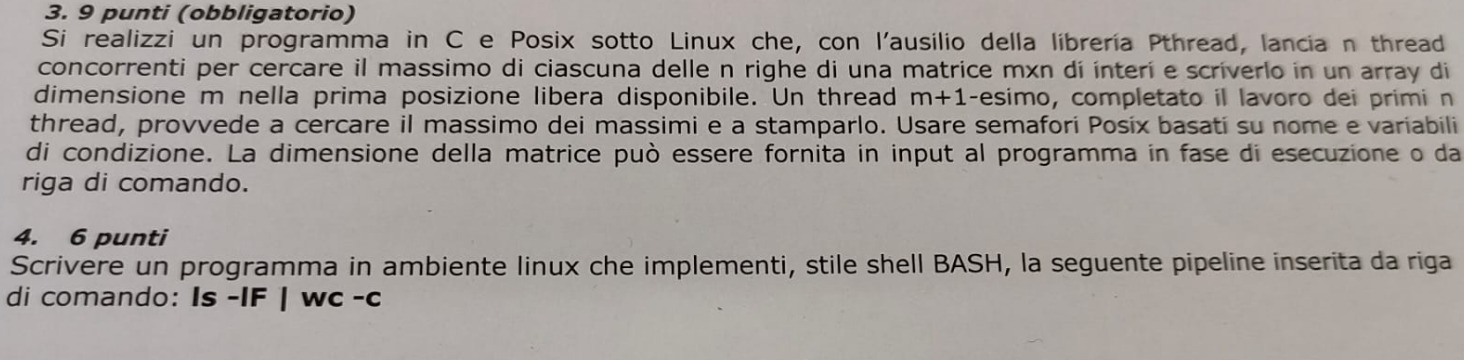 3. 9 punti (obbligatorio)
Si realizzi un programma in C e Posix sotto Linux che, con l'ausilio della libreria Pthread, lancia n thread
concorrenti per cercare il massimo di ciascuna delle n righe di una matrice mxn di interi e scriverlo in un array di
dimensione m nella prima posizione libera disponibile. Un thread m+1-esimo, completato il lavoro dei primi n
thread, provvede a cercare il massimo dei massimi e a stamparlo. Usare semafori Posix basati su nome e variabili
di condizione. La dimensione della matrice può essere fornita in input al programma in fase di esecuzione o da
riga di comando.
4. 6 punti
Scrivere un programma in ambiente linux che implementi, stile shell BASH, la seguente pipeline inserita da riga
di comando: ls -lF | wc -c